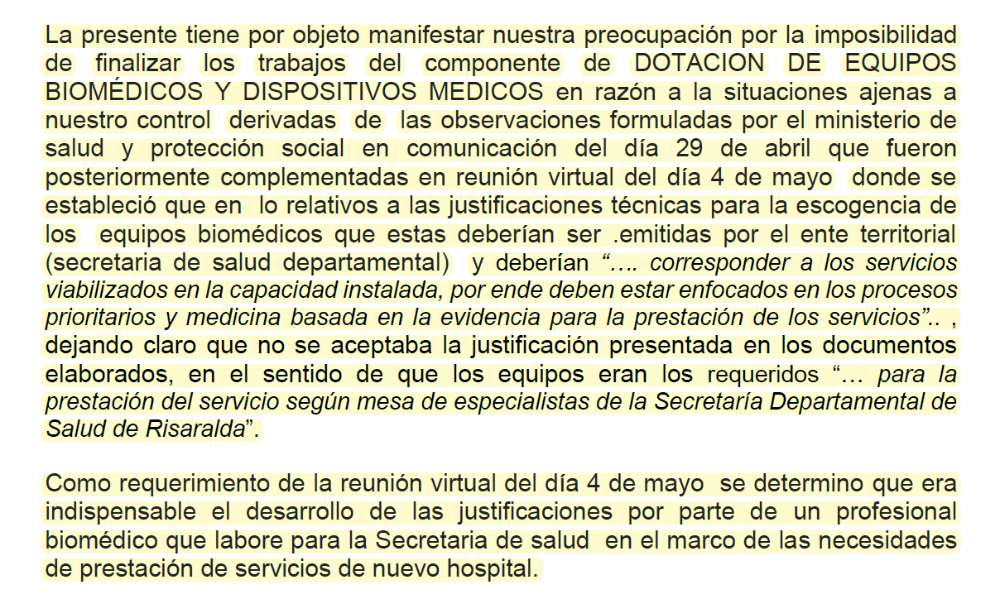 La presente tiene por objeto manifestar nuestra preocupación por la imposibilidad
de finalizar los trabajos del componente de DOTACION DE EQUIPOS
BIOMÉDICOS Y DISPOSITIVOS MEDICOS en razón a la situaciones ajenas a
nuestro control derivadas de las observaciones formuladas por el ministerio de
salud y protección social en comunicación del día 29 de abril que fueron
posteriormente complementadas en reunión virtual del día 4 de mayo donde se
estableció que en lo relativos a las justificaciones técnicas para la escogencia de
los equipos biomédicos que estas deberían ser .emitidas por el ente territorial
(secretaria de salud departamental) y deberían “…. corresponder a los servicios
viabilizados en la capacidad instalada, por ende deben estar enfocados en los procesos
prioritarios y medicina basada en la evidencia para la prestación de los servicios”.. ,
dejando claro que no se aceptaba la justificación presentada en los documentos
elaborados, en el sentido de que los equipos eran los requeridos “… para la
prestación del servicio según mesa de especialistas de la Secretaría Departamental de
Salud de Risaralda”.
Como requerimiento de la reunión virtual del día 4 de mayo se determino que era
indispensable el desarrollo de las justificaciones por parte de un profesional
biomédico que labore para la Secretaria de salud en el marco de las necesidades
de prestación de servicios de nuevo hospital.